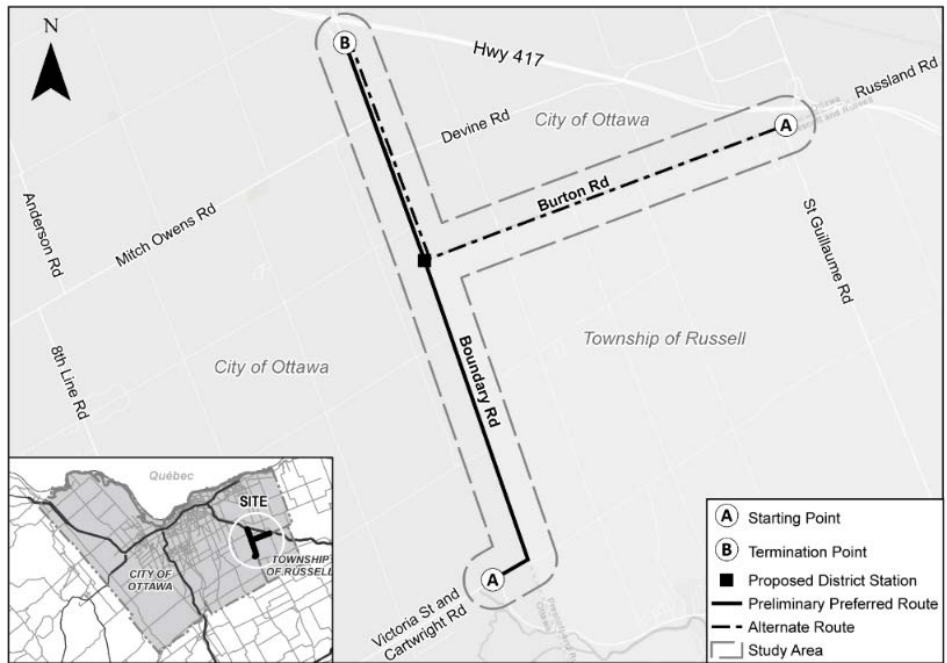 N
B
Hwy 417
Russland Rd
Devine Rd
City of Ottawa
A
Burton Rd
Anderson Rd
Mitch Owens Rd
St Guillaume Rd
Township of Russell
City of Ottawa
Boundary Rd
8th Line Rd
A
Victoria St and
Cartwright Rd
Québec
SITE
CITY OF
OTTAWA
TOWNSHIP
OF RUSSELL
A Starting Point
B Termination Point
Proposed District Station
Preliminary Preferred Route
Alternate Route
Study Area